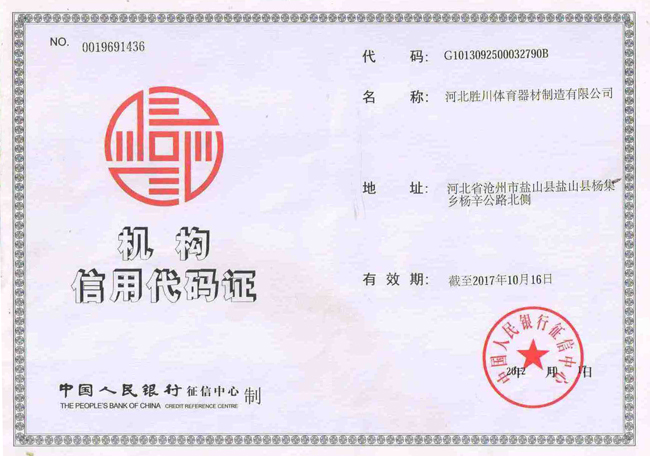 NO. 0019691436
代 码: G1013092500032790B
名 称: 河北胜川体育器材制造有限公司
地 址: 河北省沧州市盐山县盐山县杨集
乡杨辛公路北侧
机 构
信用代码证
有 效 期: 截至2017年10月16日
中国人民银行征信中心
年 月 日
中国人民银行 征信中心 制
THE PEOPLE'S BANK OF CHINA CREDIT REFERENCE CENTRE